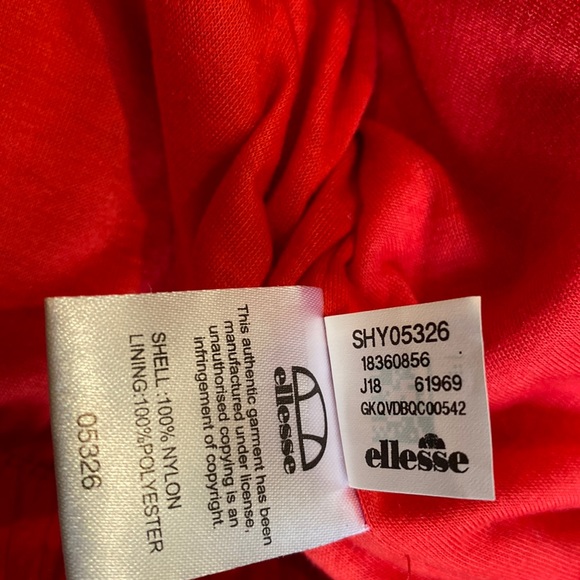 ellesse
This authentic garment has been
manufactured under license,
unauthorised copying is an
infringement of copyright.
SHELL :100% NYLON
LINING:100%POLYESTER
05326
SHY05326
18360856
J18 61969
GKQVDBQC00542
ellesse